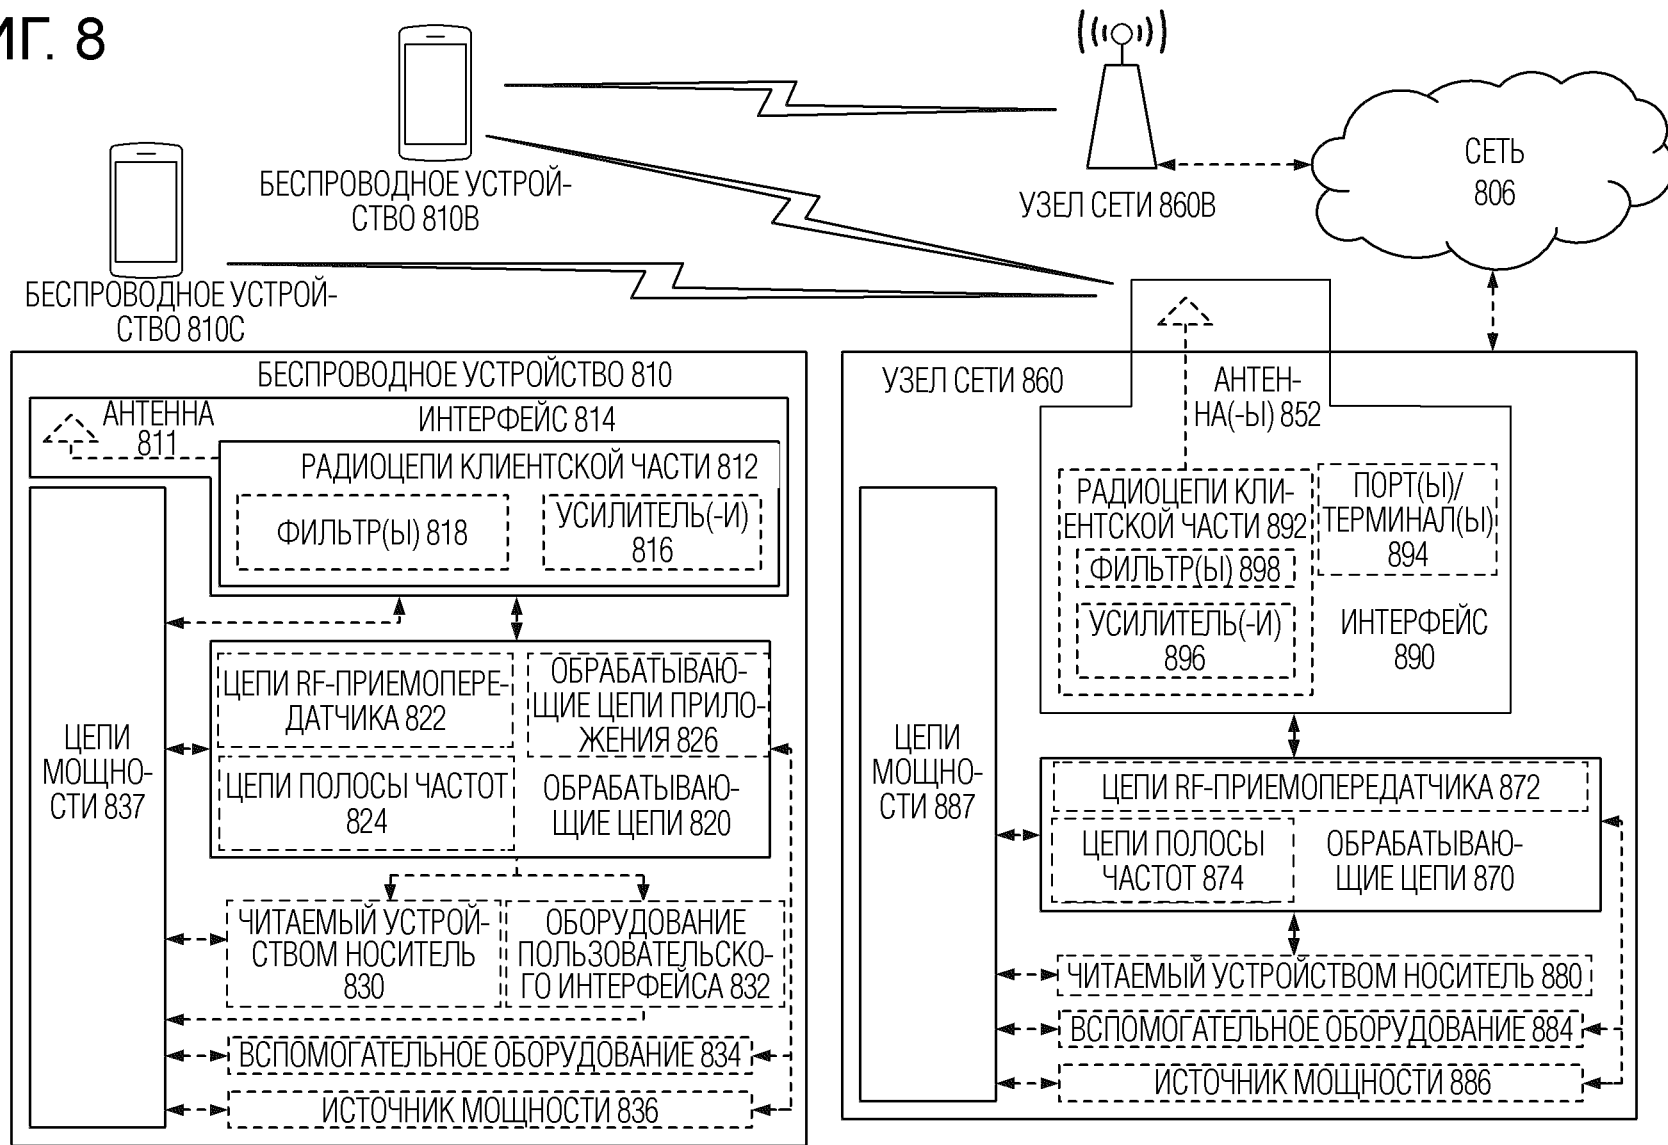 ИГ. 8
БЕСПРОВОДНОЕ УСТРОЙ-
СТВО 810B
БЕСПРОВОДНОЕ УСТРОЙ-
СТВО 810C
УЗЕЛ СЕТИ 860B
СЕТЬ
806
БЕСПРОВОДНОЕ УСТРОЙСТВО 810
АНТЕННА
811
ИНТЕРФЕЙС 814
РАДИОЦЕПИ КЛИЕНТСКОЙ ЧАСТИ 812
ФИЛЬТР(Ы) 818
УСИЛИТЕЛЬ(-И)
816
ЦЕПИ
МОЩНО-
СТИ 837
ЦЕПИ RF-ПРИЕМОПЕРЕ-
ДАТЧИКА 822
ОБРАБАТЫВАЮ-
ЩИЕ ЦЕПИ ПРИЛО-
ЖЕНИЯ 826
ЦЕПИ ПОЛОСЫ ЧАСТОТ
824
ОБРАБАТЫВАЮ-
ЩИЕ ЦЕПИ 820
ЧИТАЕМЫЙ УСТРОЙ-
СТВОМ НОСИТЕЛЬ
830
ОБОРУДОВАНИЕ
ПОЛЬЗОВАТЕЛЬСКО-
ГО ИНТЕРФЕЙСА 832
ВСПОМОГАТЕЛЬНОЕ ОБОРУДОВАНИЕ 834
ИСТОЧНИК МОЩНОСТИ 836
УЗЕЛ СЕТИ 860
АНТЕН-
НА(-Ы) 852
РАДИОЦЕПИ КЛИ-
ЕНТСКОЙ ЧАСТИ 892
ФИЛЬТР(Ы) 898
УСИЛИТЕЛЬ(-И)
896
ПОРТ(Ы)/
ТЕРМИНАЛ(Ы)
894
ИНТЕРФЕЙС
890
ЦЕПИ
МОЩНО-
СТИ 887
ЦЕПИ RF-ПРИЕМОПЕРЕДАТЧИКА 872
ЦЕПИ ПОЛОСЫ
ЧАСТОТ 874
ОБРАБАТЫВАЮ-
ЩИЕ ЦЕПИ 870
ЧИТАЕМЫЙ УСТРОЙСТВОМ НОСИТЕЛЬ 880
ВСПОМОГАТЕЛЬНОЕ ОБОРУДОВАНИЕ 884
ИСТОЧНИК МОЩНОСТИ 886